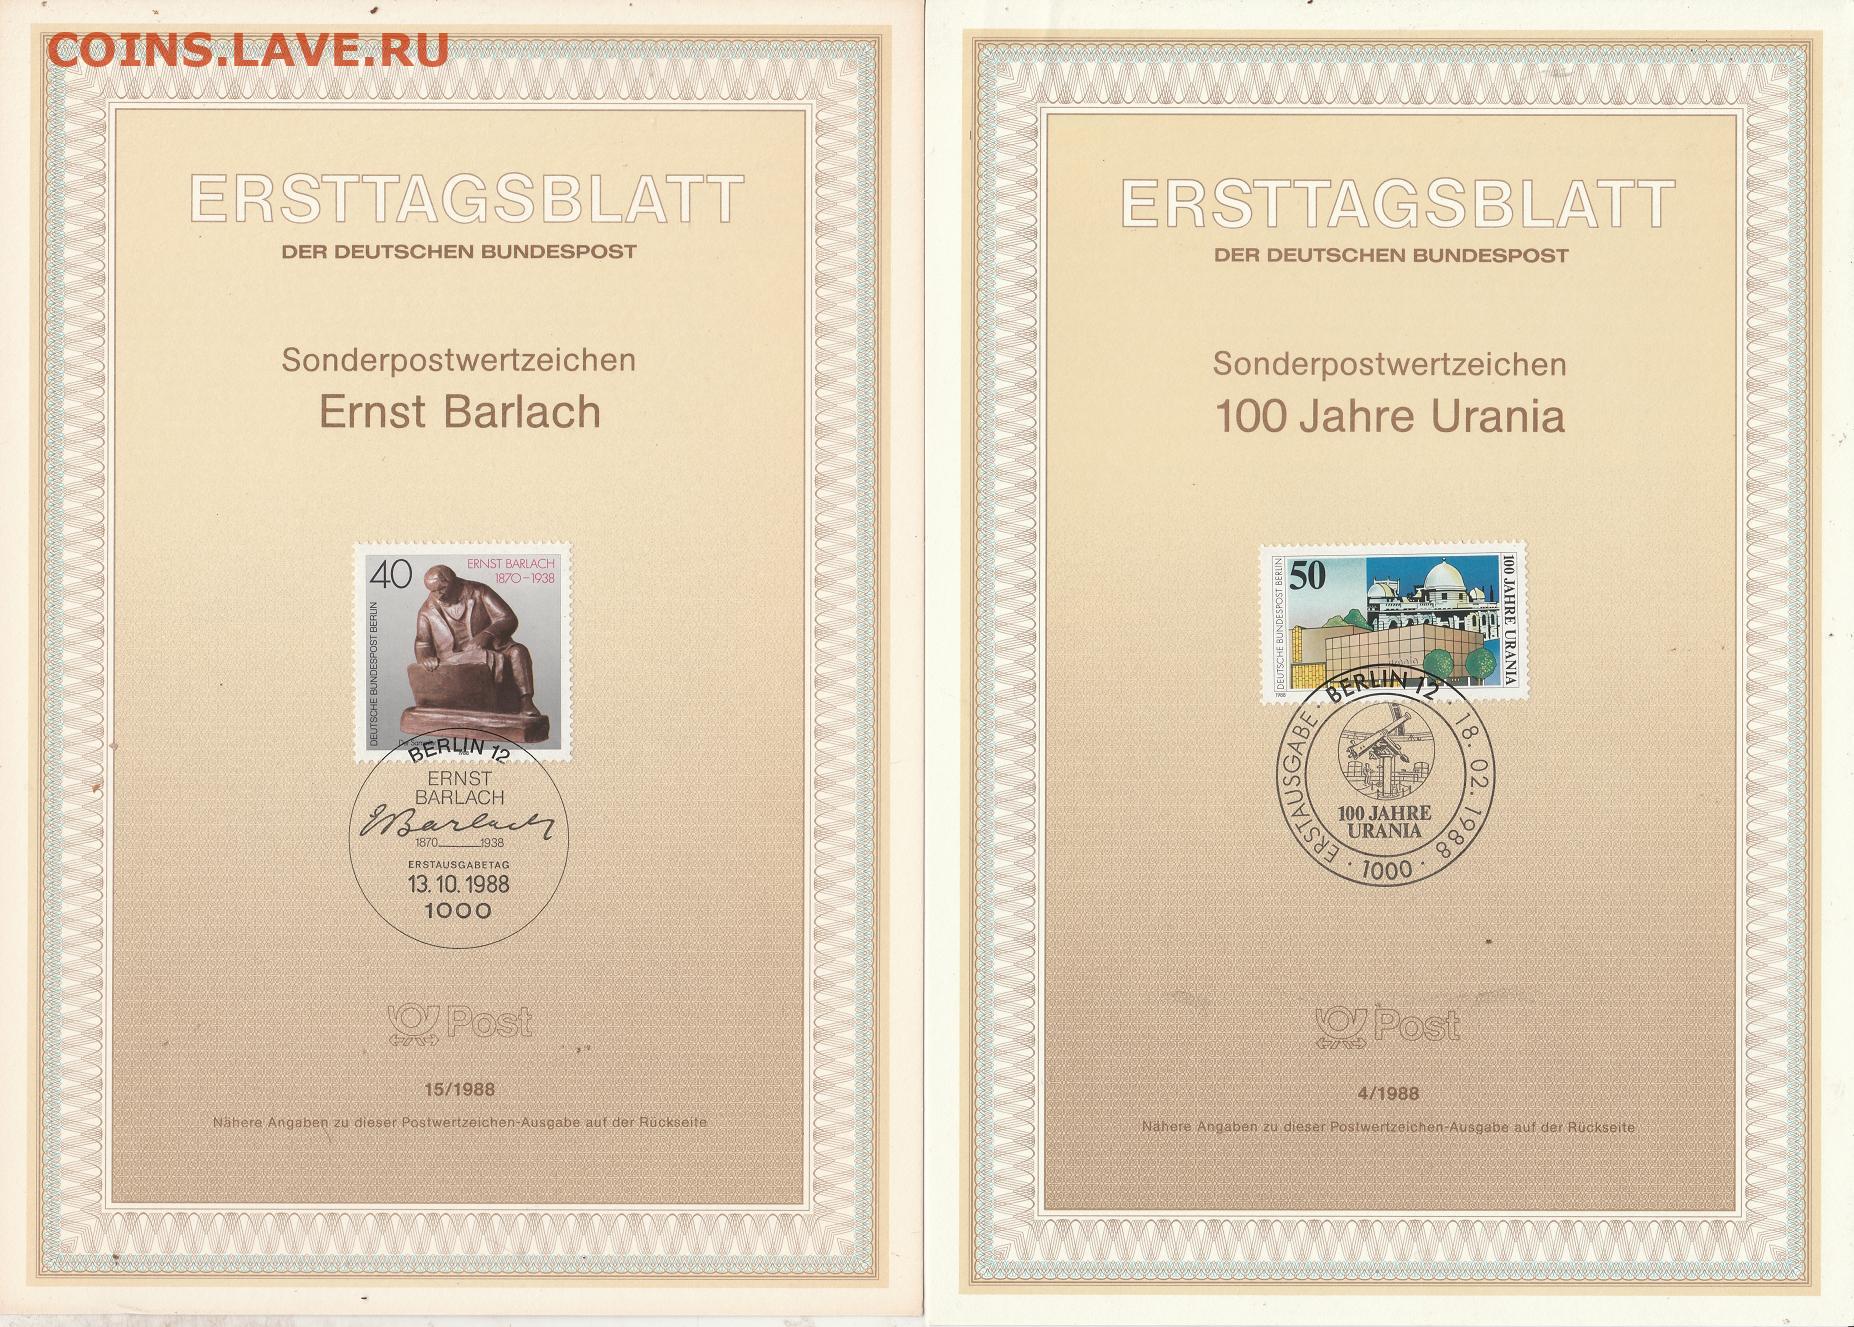 COINS.LAVE.RU
ERSTTAGSBLATT
DER DEUTSCHEN BUNDESPOST
Sonderpostwertzeichen
Ernst Barlach
40
ERNST BARLACH
1870–1938
DEUTSCHE BUNDESPOST BERLIN
BERLIN 12
ERNST
BARLACH
EBarlach
1870 1938
ERSTAUSGABETAG
13.10.1988
1000
Post
15/1988
Nähere Angaben zu dieser Postwertzeichen-Ausgabe auf der Rückseite
ERSTTAGSBLATT
DER DEUTSCHEN BUNDESPOST
Sonderpostwertzeichen
100 Jahre Urania
50
DEUTSCHE BUNDESPOST BERLIN
1988
100 JAHRE URANIA
ERSTAUSGABE · BERLIN 12 · 18.02.1988 · 1000 ·
100 JAHRE
URANIA
Post
4/1988
Nähere Angaben zu dieser Postwertzeichen-Ausgabe auf der Rückseite